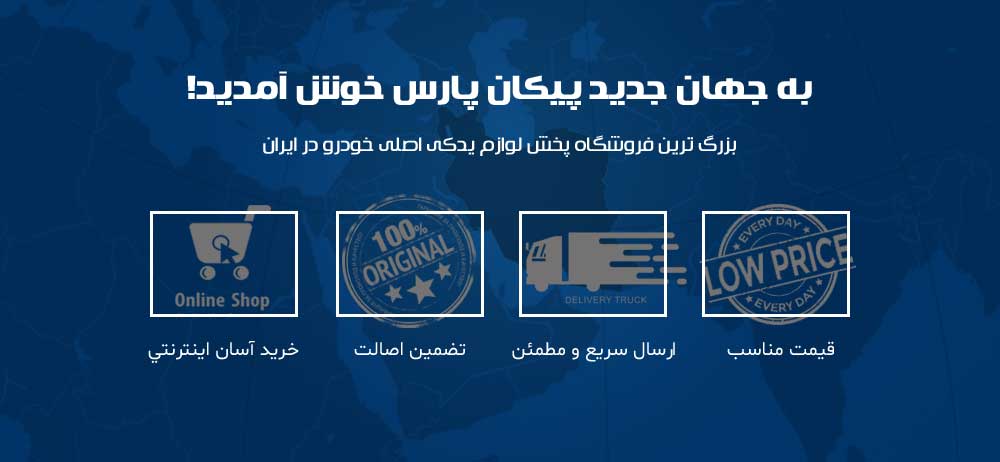 به جهان جدید پیکان پارس خوش آمدید!
بزرگ ترین فروشگاه پخش لوازم یدکی اصلی خودرو در ایران
EVERY DAY
LOW PRICE
EVERY DAY
قیمت مناسب
DELIVERY TRUCK
ارسال سریع و مطمئن
100%
ORIGINAL
تضمین اصالت
Online Shop
خرید آسان اینترنتي